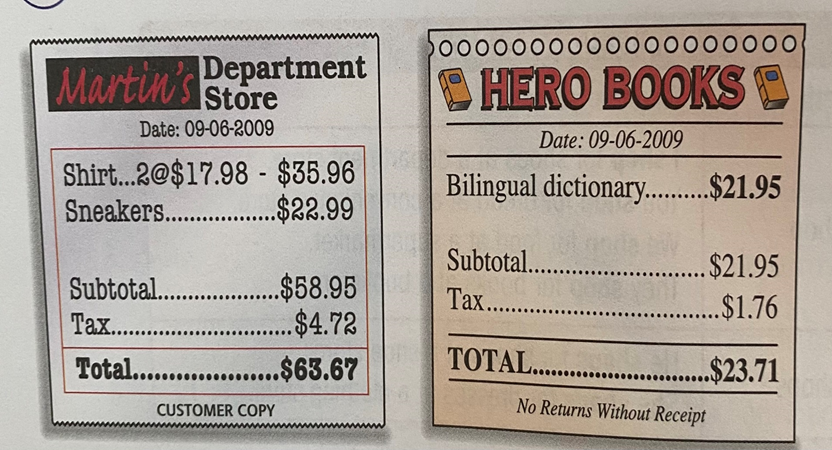 Martin's Department Store
Date: 09-06-2009
Shirt...2@$17.98 - $35.96
Sneakers.................$22.99
Subtotal..................$58.95
Tax...........................$4.72
Total.....................$63.67
CUSTOMER COPY
HERO BOOKS
Date: 09-06-2009
Bilingual dictionary..........$21.95
Subtotal...........................$21.95
Tax....................................$1.76
TOTAL............................$23.71
No Returns Without Receipt